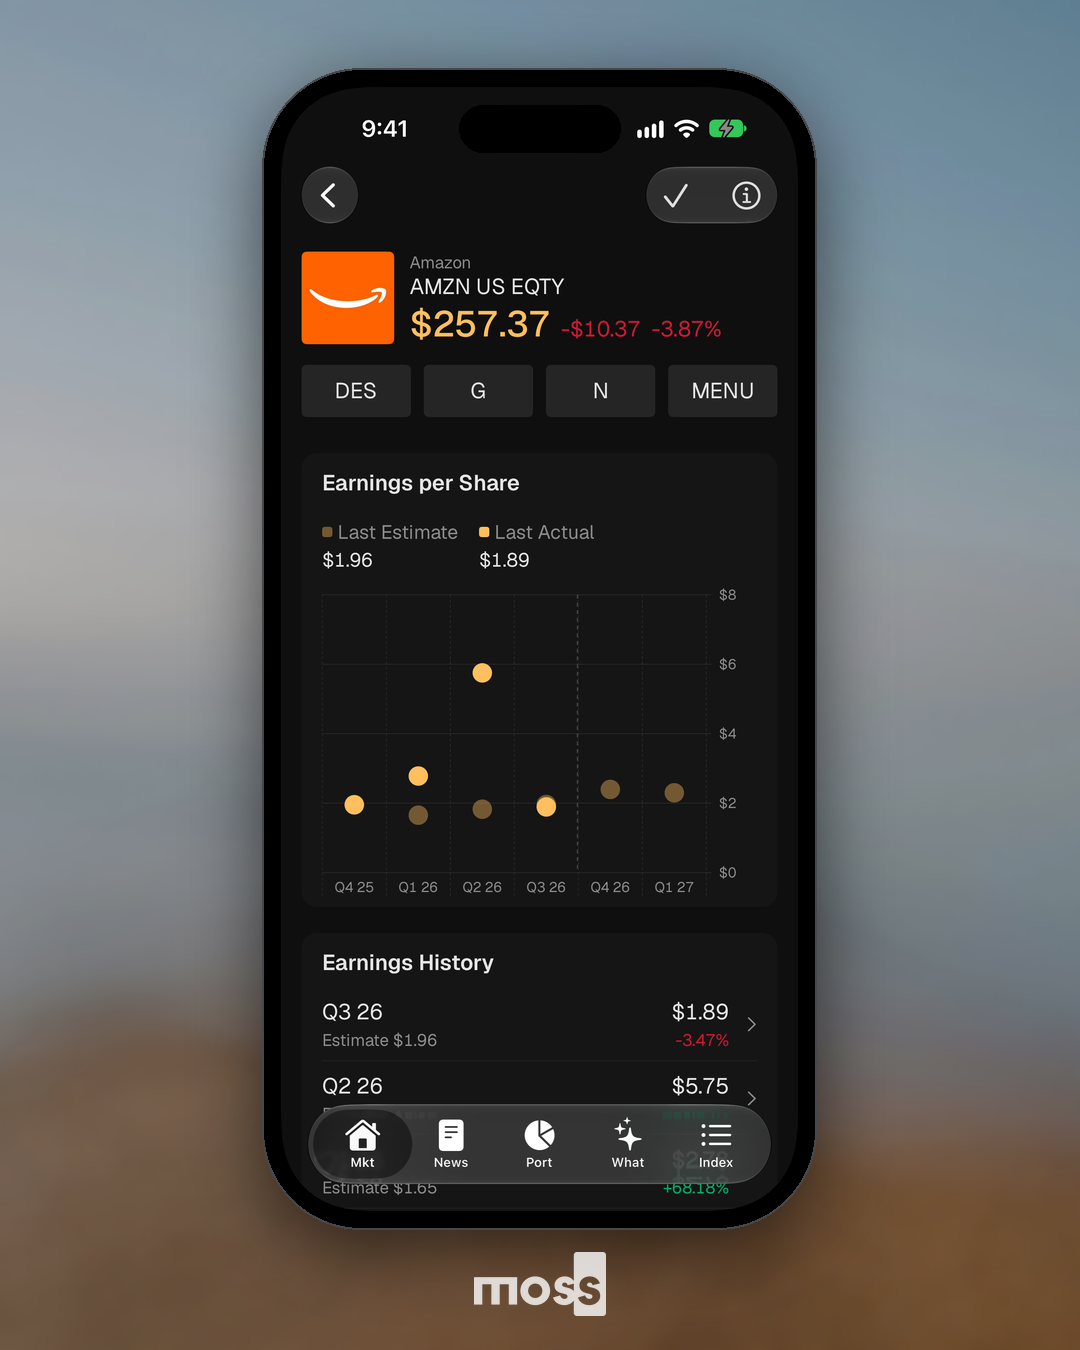 9:41
Amazon
AMZN US EQTY
$257.37 -$10.37 -3.87%
DES G N MENU
Earnings per Share
Last Estimate Last Actual
$1.96 $1.89
$8
$6
$4
$2
$0
Q4 25 Q1 26 Q2 26 Q3 26 Q4 26 Q1 27
Earnings History
Q3 26 $1.89
Estimate $1.96 -3.47%
Q2 26 $5.75
Mkt News Port What Index
Estimate $1.65 +68.18%
moss